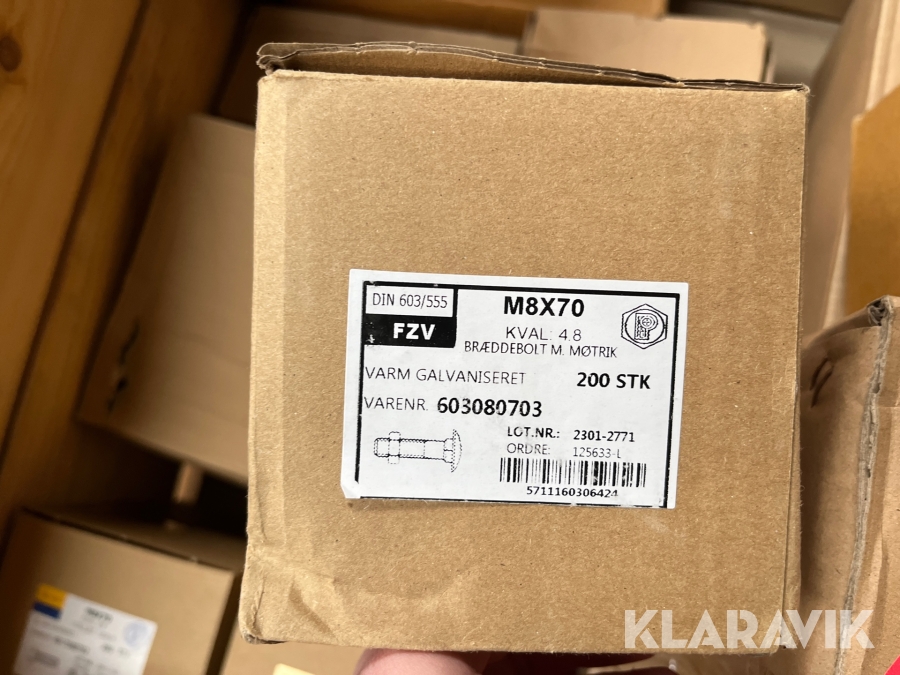 DIN 603/555
FZV
M8X70
KVAL: 4.8
BRÆDDEBOLT M. MØTRIK
VARM GALVANISERET 200 STK
VARENR. 603080703
LOT.NR.: 2301-2771
ORDRE: 125633-L
5711160306424
KLARAVIK